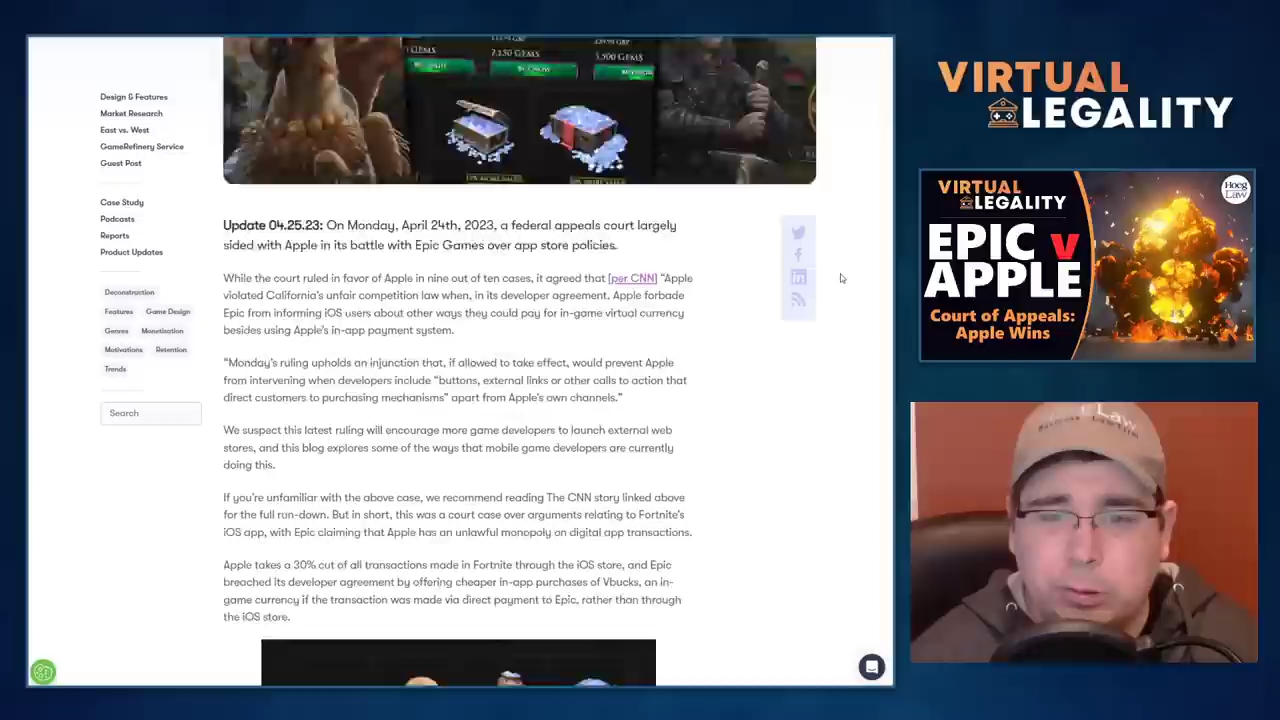 GEMS
7,150 GEMS
3,500 GEMS
Design & Features
Market Research
East vs. West
GameRefinery Service
Guest Post
Case Study
Podcasts
Reports
Product Updates
Deconstruction
Features Game Design
Genres Monetisation
Motivations Retention
Trends
Search
Update 04.25.23: On Monday, April 24th, 2023, a federal appeals court largely
sided with Apple in its battle with Epic Games over app store policies.
While the court ruled in favor of Apple in nine out of ten cases, it agreed that [per CNN] “Apple
violated California's unfair competition law when, in its developer agreement, Apple forbade
Epic from informing iOS users about other ways they could pay for in-game virtual currency
besides using Apple's in-app payment system.
“Monday's ruling upholds an injunction that, if allowed to take effect, would prevent Apple
from intervening when developers include “buttons, external links or other calls to action that
direct customers to purchasing mechanisms” apart from Apple's own channels.”
We suspect this latest ruling will encourage more game developers to launch external web
stores, and this blog explores some of the ways that mobile game developers are currently
doing this.
If you're unfamiliar with the above case, we recommend reading The CNN story linked above
for the full run-down. But in short, this was a court case over arguments relating to Fortnite's
iOS app, with Epic claiming that Apple has an unlawful monopoly on digital app transactions.
Apple takes a 30% cut of all transactions made in Fortnite through the iOS store, and Epic
breached its developer agreement by offering cheaper in-app purchases of Vbucks, an in-
game currency if the transaction was made via direct payment to Epic, rather than through
the iOS store.
VIRTUAL
LEGALITY
VIRTUAL
LEGALITY
Hoeg
Law
EPIC v
APPLE
Court of Appeals:
Apple Wins
Law